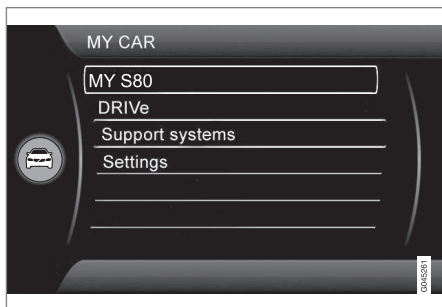 MY CAR
MY S80
DRIVe
Support systems
Settings
G045261